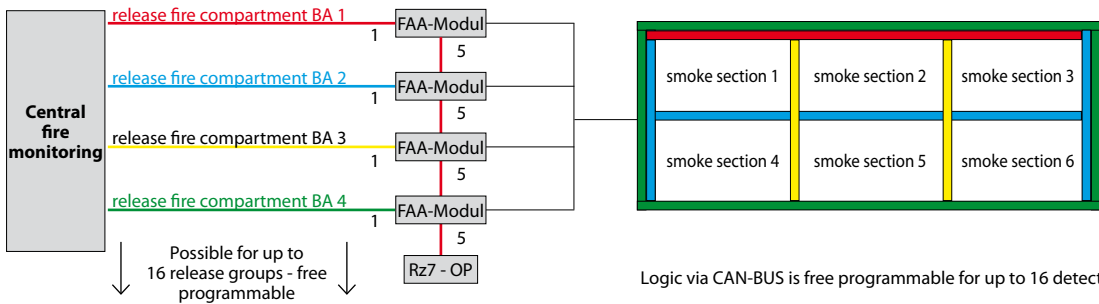 release fire compartment BA 1
1
FAA-Modul
5
release fire compartment BA 2
1
FAA-Modul
5
Central
fire
monitoring
release fire compartment BA 3
1
FAA-Modul
5
release fire compartment BA 4
1
FAA-Modul
5
Rz7 - OP
Possible for up to
16 release groups - free
programmable
smoke section 1
smoke section 2
smoke section 3
smoke section 4
smoke section 5
smoke section 6
Logic via CAN-BUS is free programmable for up to 16 detect